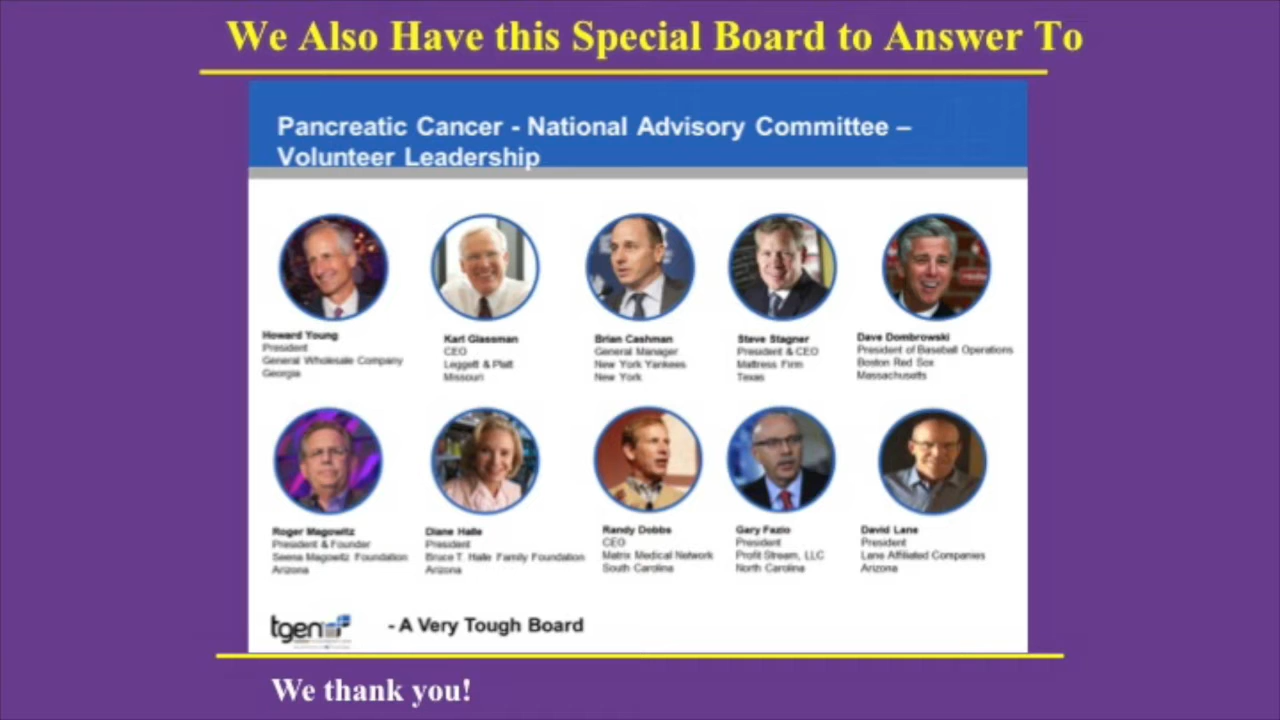 We Also Have this Special Board to Answer To
Pancreatic Cancer - National Advisory Committee –
Volunteer Leadership
Howard Young
President
General Wholesale Company
Georgia
Karl Glassman
CEO
Leggett & Platt
Missouri
Brian Cashman
General Manager
New York Yankees
New York
Steve Stagner
President & CEO
Mattress Firm
Texas
Dave Dombrowski
President of Baseball Operations
Boston Red Sox
Massachusetts
Roger Magowitz
President & Founder
Seena Magowitz Foundation
Arizona
Diane Halle
President
Bruce T. Halle Family Foundation
Arizona
Randy Dobbs
CEO
Matrix Medical Network
South Carolina
Gary Fazio
President
Profit Stream, LLC
North Carolina
David Lane
President
Lane Affiliated Companies
Arizona
tgen
- A Very Tough Board
We thank you!